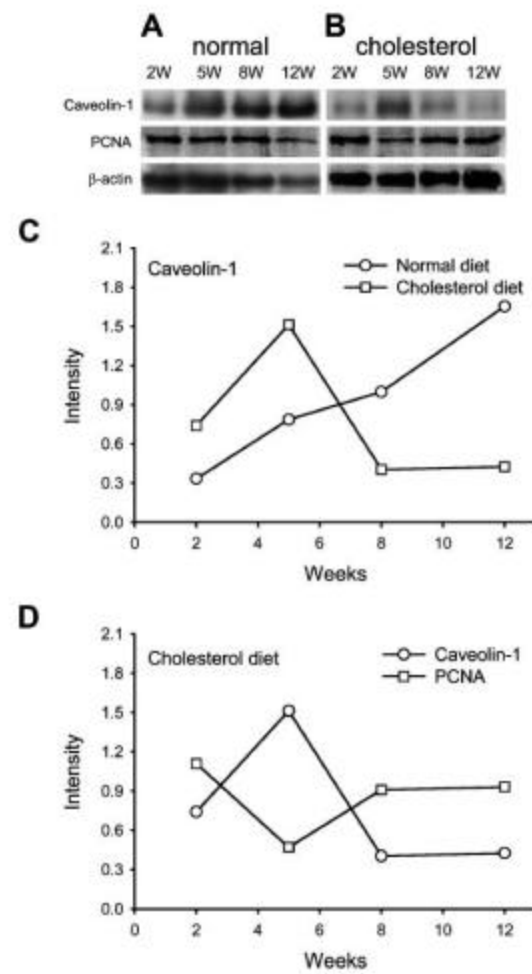 A B
normal cholesterol
2W 5W 8W 12W 2W 5W 8W 12W
Caveolin-1
PCNA
β-actin
C
2.1
Caveolin-1
Normal diet
Cholesterol diet
1.8
1.5
1.2
0.9
0.6
0.3
0.0
Intensity
0 2 4 6 8 10 12
Weeks
D
2.1
Cholesterol diet
Caveolin-1
PCNA
1.8
1.5
1.2
0.9
0.6
0.3
0.0
Intensity
0 2 4 6 8 10 12
Weeks